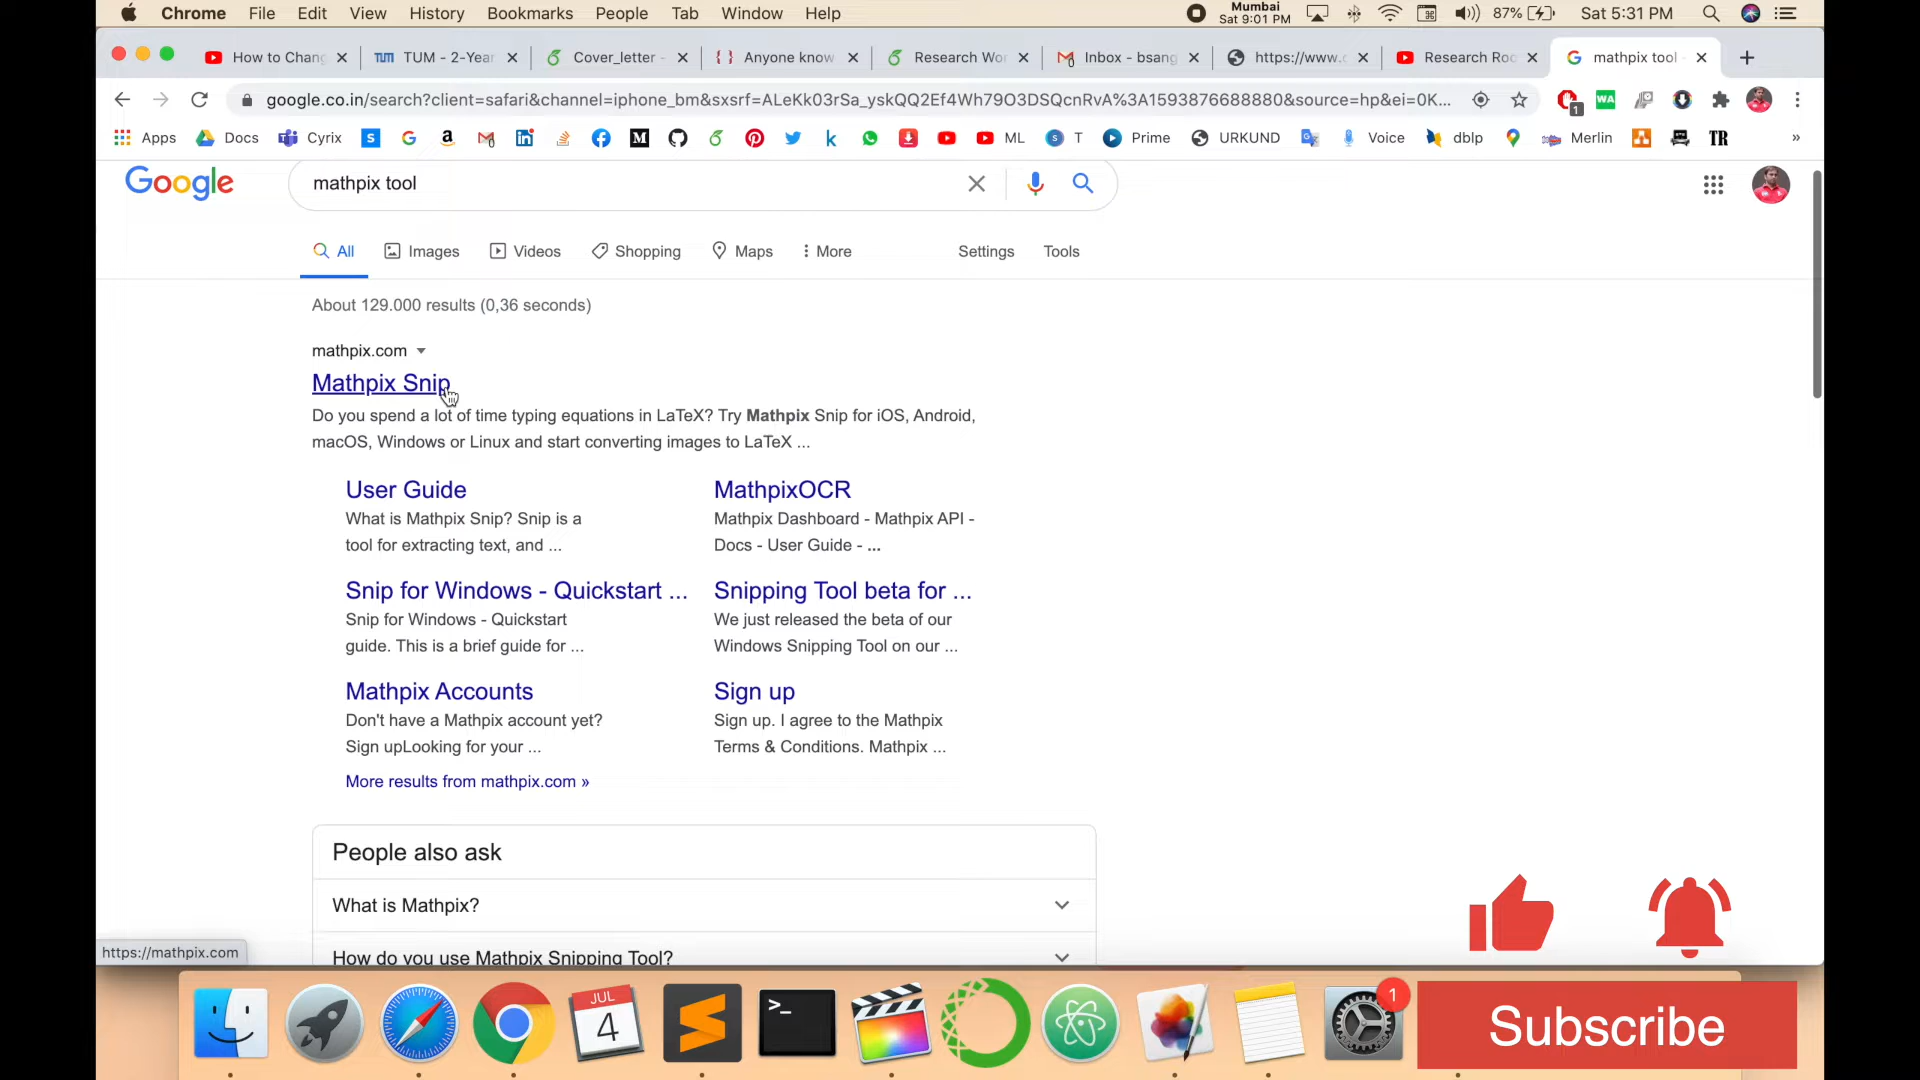 Chrome File Edit View History Bookmarks People Tab Window Help
Mumbai
Sat 9:01 PM
87%
Sat 5:31 PM
How to Chang
TUM TUM - 2-Year
Cover_letter -
Anyone know
Research Wor
Inbox - bsang
https://www.c
Research Roo
mathpix tool
google.co.in/search?client=safari&channel=iphone_bm&sxsrf=ALeKk03rSa_yskQQ2Ef4Wh79O3DSQcnRvA%3A1593876688880&source=hp&ei=0K...
1
WA
Apps Docs Cyrix S G a in M k ML S T Prime URKUND Voice dblp Merlin TR »
Google
mathpix tool
All Images Videos Shopping Maps More Settings Tools
About 129.000 results (0,36 seconds)
mathpix.com
Mathpix Snip
Do you spend a lot of time typing equations in LaTeX? Try Mathpix Snip for iOS, Android,
macOS, Windows or Linux and start converting images to LaTeX ...
User Guide
What is Mathpix Snip? Snip is a
tool for extracting text, and ...
MathpixOCR
Mathpix Dashboard - Mathpix API -
Docs - User Guide - ...
Snip for Windows - Quickstart ...
Snip for Windows - Quickstart
guide. This is a brief guide for ...
Snipping Tool beta for ...
We just released the beta of our
Windows Snipping Tool on our ...
Mathpix Accounts
Don't have a Mathpix account yet?
Sign upLooking for your ...
Sign up
Sign up. I agree to the Mathpix
Terms & Conditions. Mathpix ...
More results from mathpix.com »
People also ask
What is Mathpix?
How do you use Mathpix Snipping Tool?
https://mathpix.com
JUL
4
>_
1
Subscribe